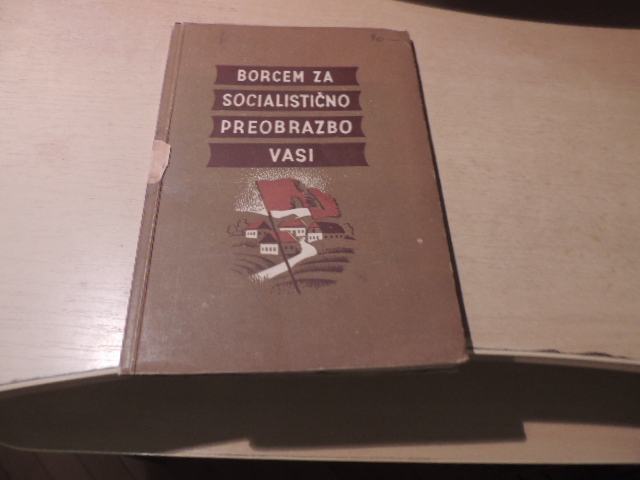 BORCEM ZA
SOCIALISTIČNO
PREOBRAZBO
VASI